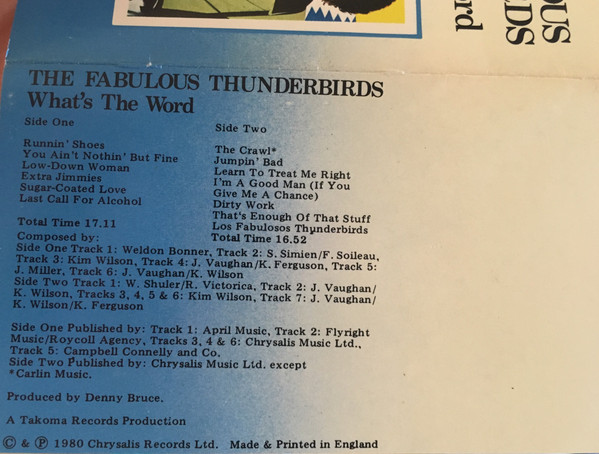 OUS
DS
rd
THE FABULOUS THUNDERBIRDS
What's The Word
Side One
Runnin' Shoes
You Ain't Nothin' But Fine
Low-Down Woman
Extra Jimmies
Sugar-Coated Love
Last Call For Alcohol
Total Time 17.11
Side Two
The Crawl*
Jumpin' Bad
Learn To Treat Me Right
I'm A Good Man (If You
Give Me A Chance)
Dirty Work
That's Enough Of That Stuff
Los Fabulosos Thunderbirds
Total Time 16.52
Composed by:
Side One Track 1: Weldon Bonner, Track 2: S. Simien/F. Soileau,
Track 3: Kim Wilson, Track 4: J. Vaughan/K. Ferguson, Track 5:
J. Miller, Track 6: J. Vaughan/K. Wilson
Side Two Track 1: W. Shuler/R. Victorica, Track 2: J. Vaughan/
K. Wilson, Tracks 3, 4, 5 & 6: Kim Wilson, Track 7: J. Vaughan/
K. Wilson/K. Ferguson
Side One Published by: Track 1: April Music, Track 2: Flyright
Music/Roycoll Agency, Tracks 3, 4 & 6: Chrysalis Music Ltd.,
Track 5: Campbell Connelly and Co.
Side Two Published by: Chrysalis Music Ltd. except
*Carlin Music.
Produced by Denny Bruce.
A Takoma Records Production
© & ℗ 1980 Chrysalis Records Ltd. Made & Printed in England